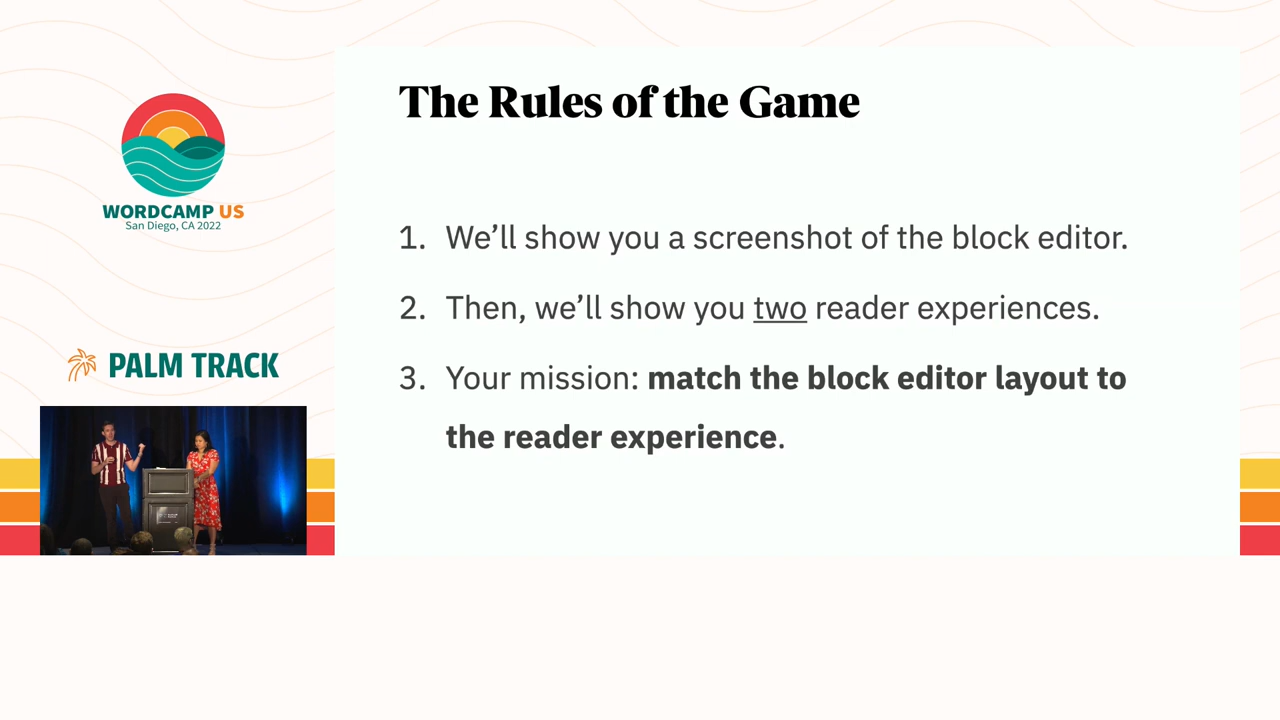 The Rules of the Game
1. We’ll show you a screenshot of the block editor.
2. Then, we’ll show you two reader experiences.
3. Your mission: match the block editor layout to
the reader experience.
WORDCAMP US
San Diego, CA 2022
PALM TRACK